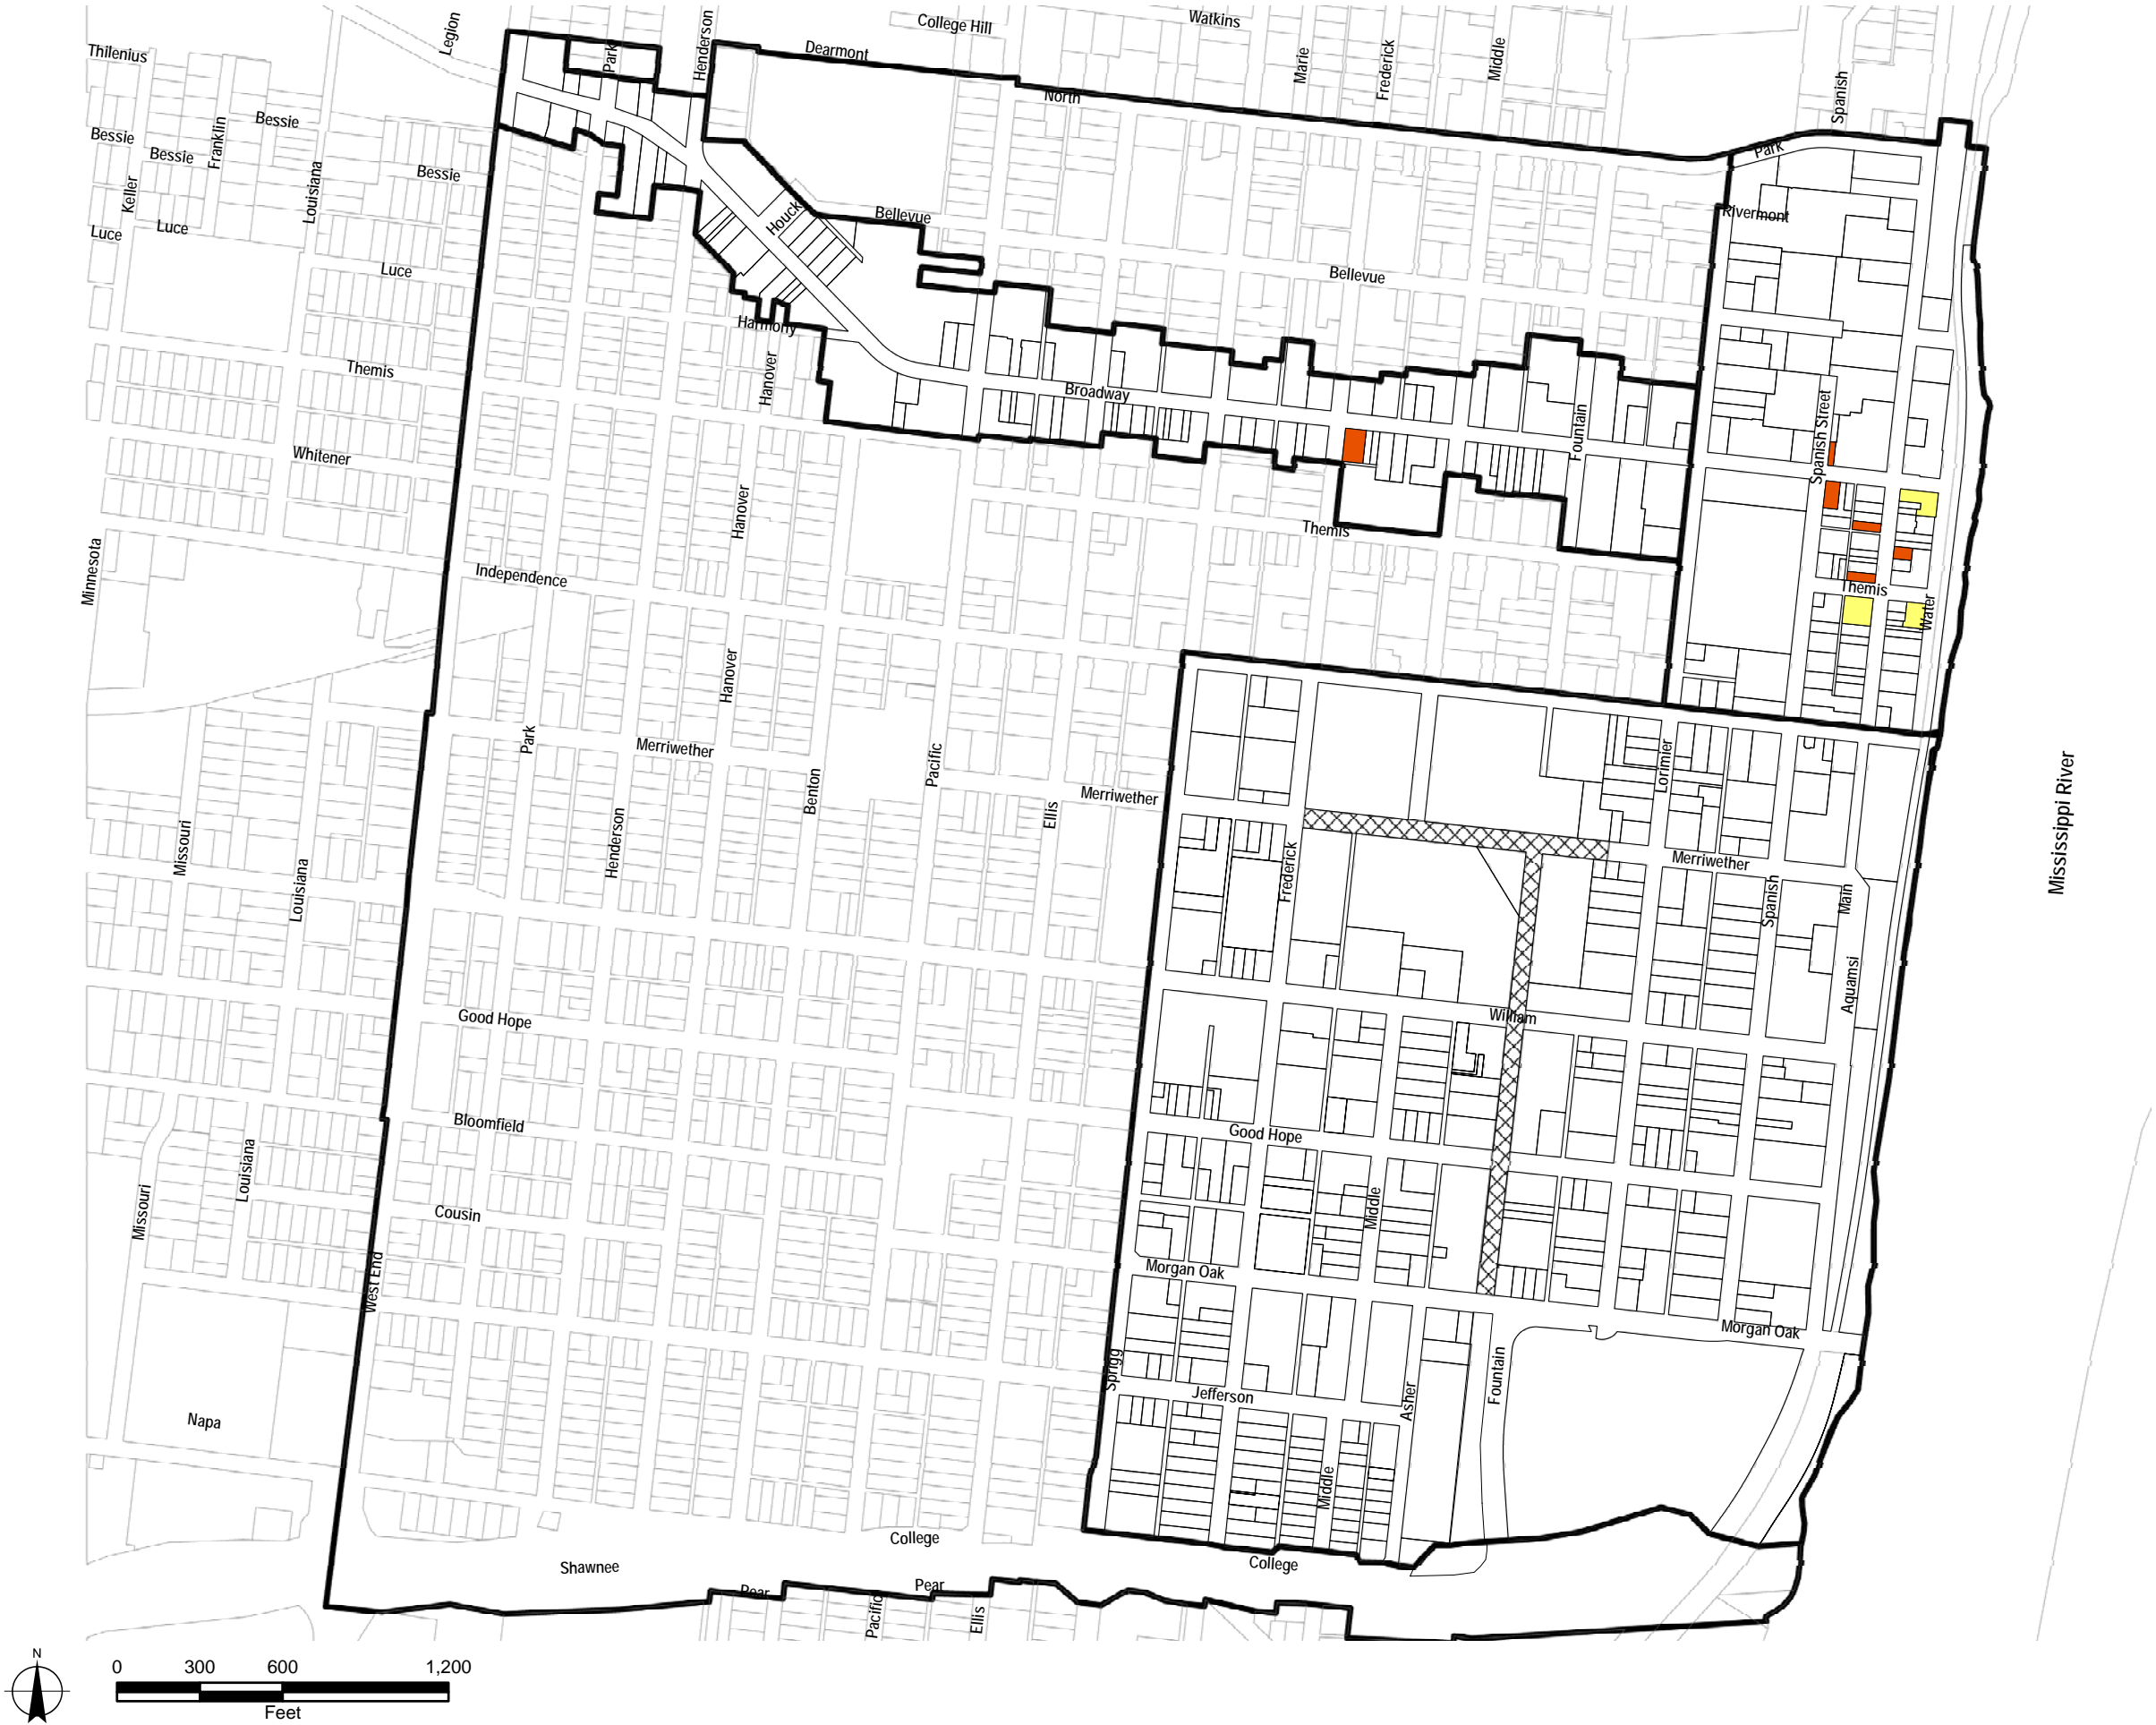 Legion
Park
Henderson
College Hill
Watkins
Thilenius
Dearmont
Marie
Frederick
Middle
Spanish
North
Bessie
Franklin
Bessie
Bessie
Park
Louisiana
Bessie
Keller
Houck
Bellevue
Rivermont
Luce
Luce
Luce
Bellevue
Harmony
Themis
Hanover
Broadway
Fountain
Spanish Street
Whitener
Hanover
Themis
Minnesota
Independence
Themis
Water
Hanover
Park
Merriwether
Pacific
Lorimier
Benton
Merriwether
Ellis
Mississippi River
Missouri
Henderson
Louisiana
Frederick
Merriwether
Spanish
Main
Aquamsi
Good Hope
William
Bloomfield
Good Hope
Louisiana
Missouri
Cousin
Middle
West End
Morgan Oak
Morgan Oak
Sprigg
Fountain
Jefferson
Asher
Napa
Middle
College
College
Shawnee
Pear
Pear
Pacific
Ellis
N
0 300 600 1,200
Feet